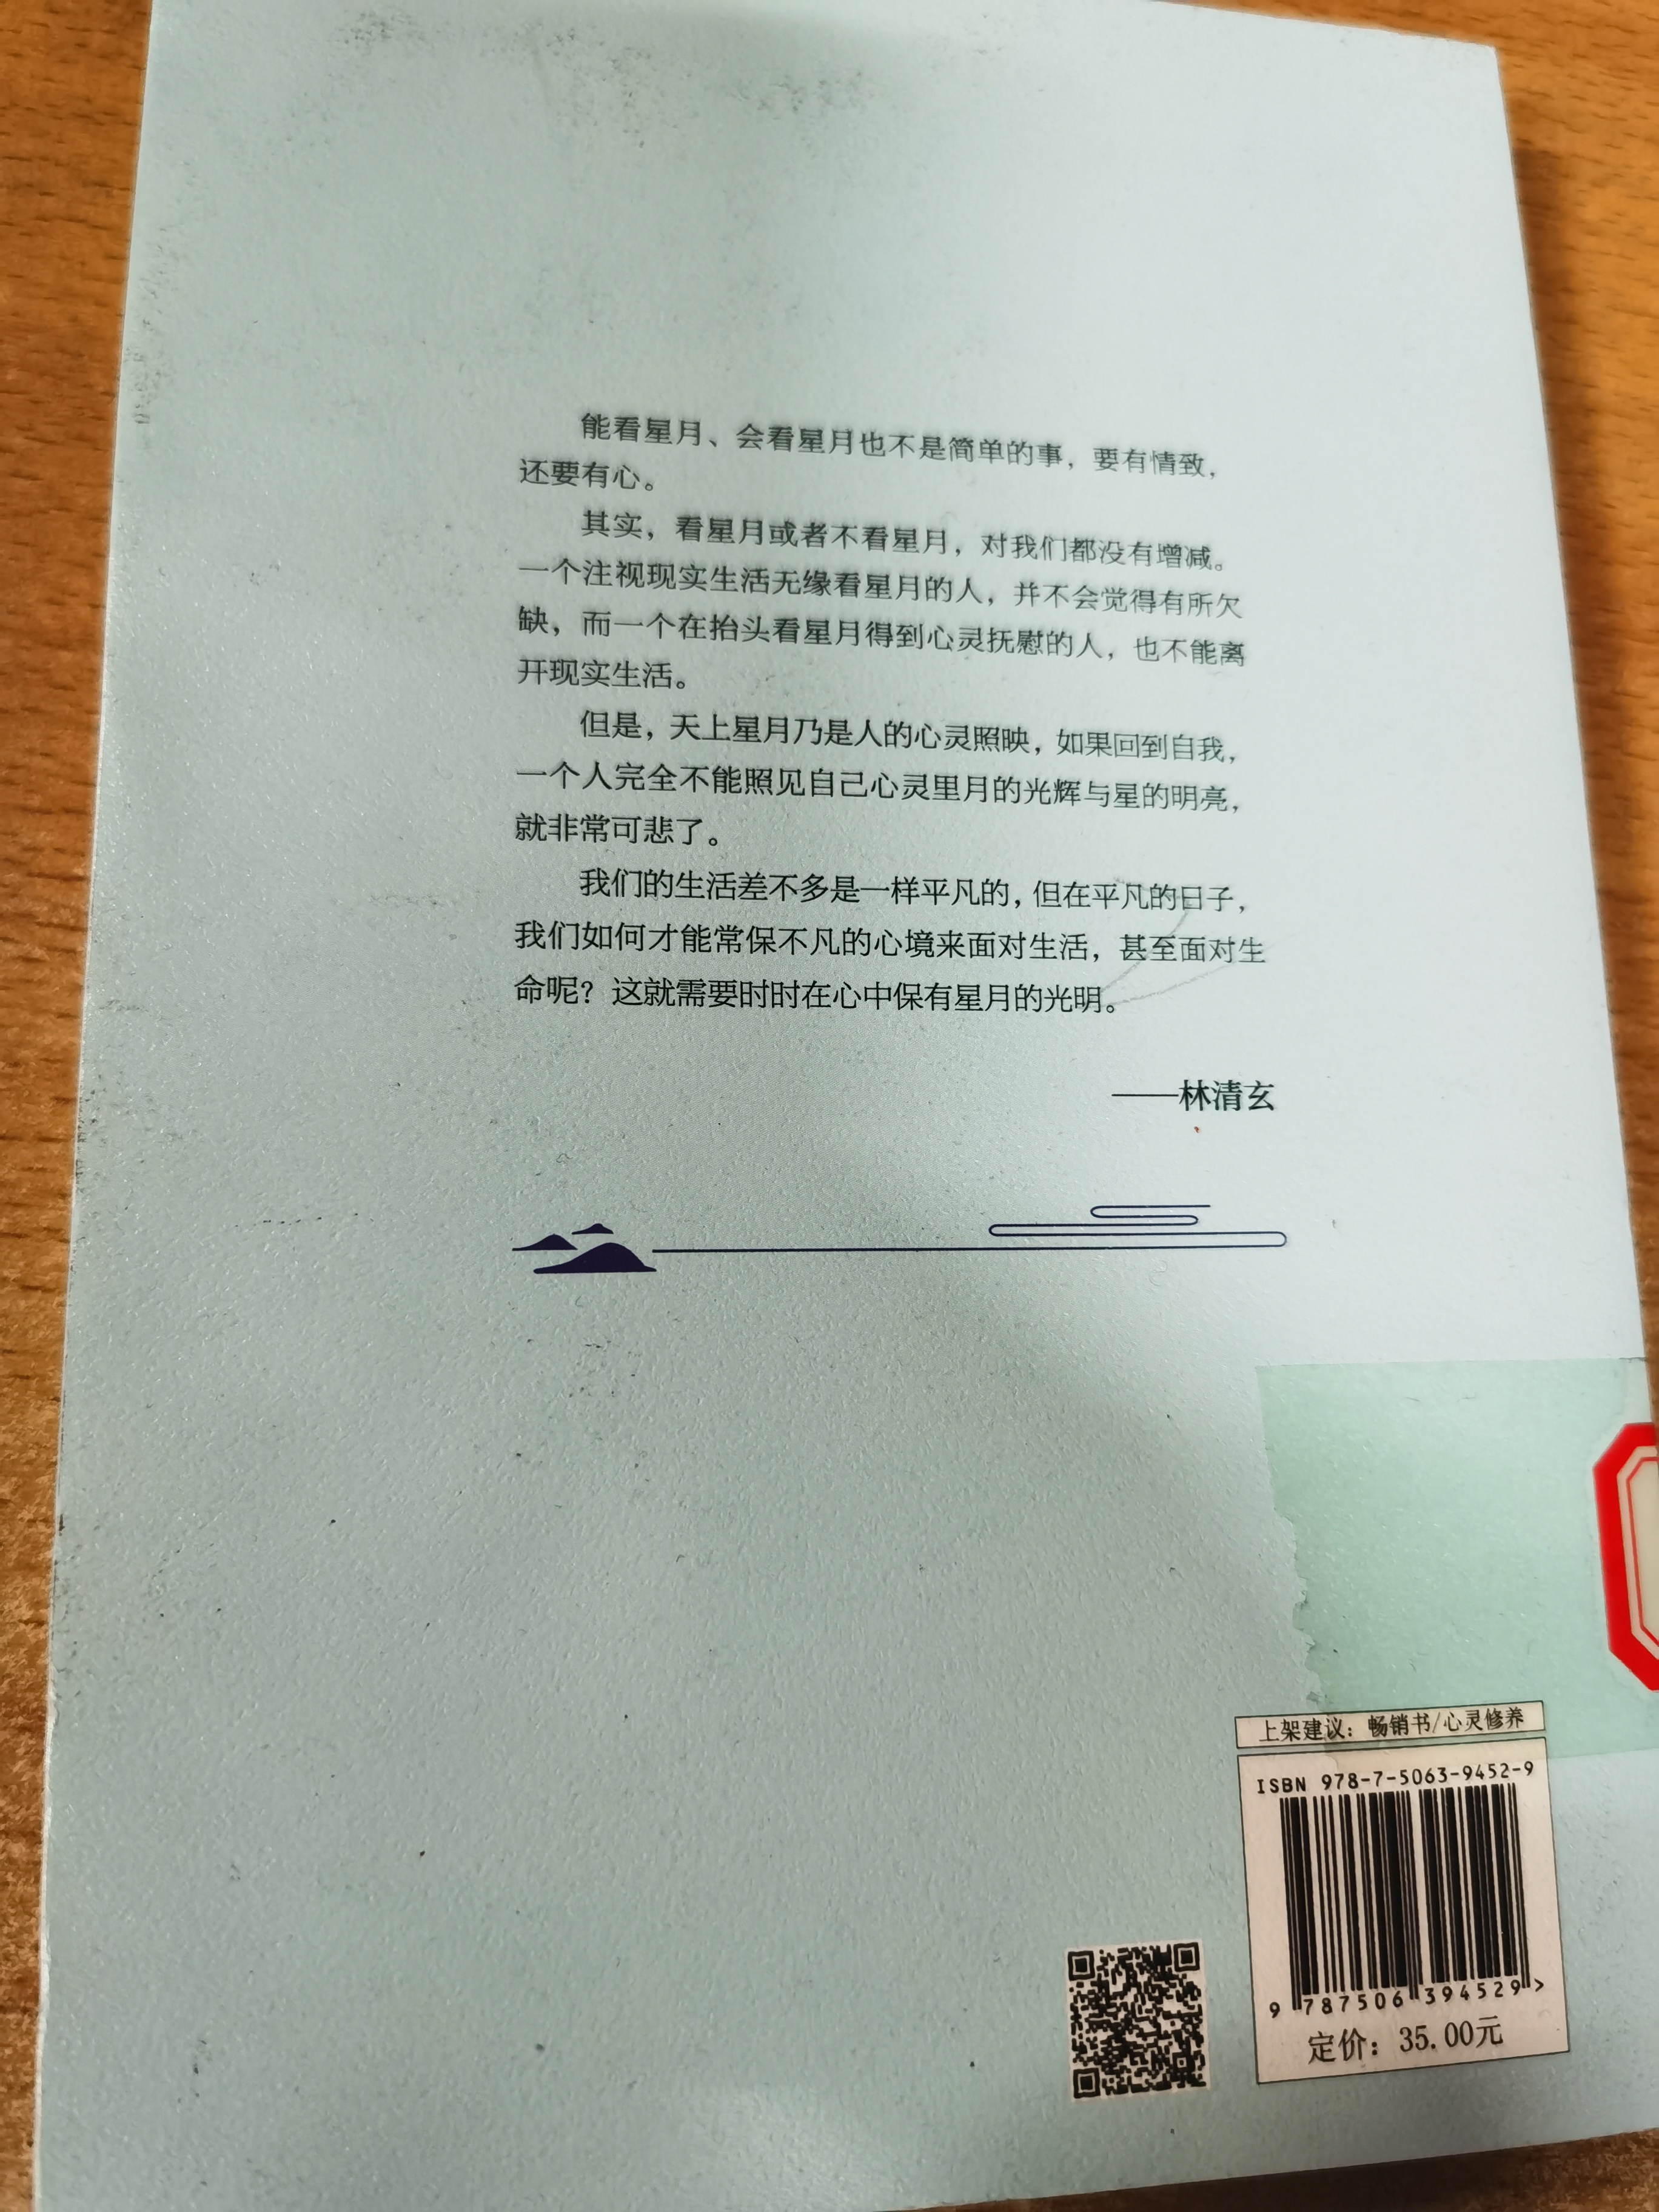 能看星月、会看星月也不是简单的事，要有情致，
还要有心。
其实，看星月或者不看星月，对我们都没有增减。
一个注视现实生活无缘看星月的人，并不会觉得有所欠
缺，而一个在抬头看星月得到心灵抚慰的人，也不能离
开现实生活。
但是，天上星月乃是人的心灵照映，如果回到自我，
一个人完全不能照见自己心灵里月的光辉与星的明亮，
就非常可悲了。
我们的生活差不多是一样平凡的，但在平凡的日子，
我们如何才能常保不凡的心境来面对生活，甚至面对生
命呢？这就需要时时在心中保有星月的光明。
——林清玄
上架建议：畅销书/心灵修养
ISBN 978-7-5063-9452-9
9 787506 394529 >
定价：35.00元